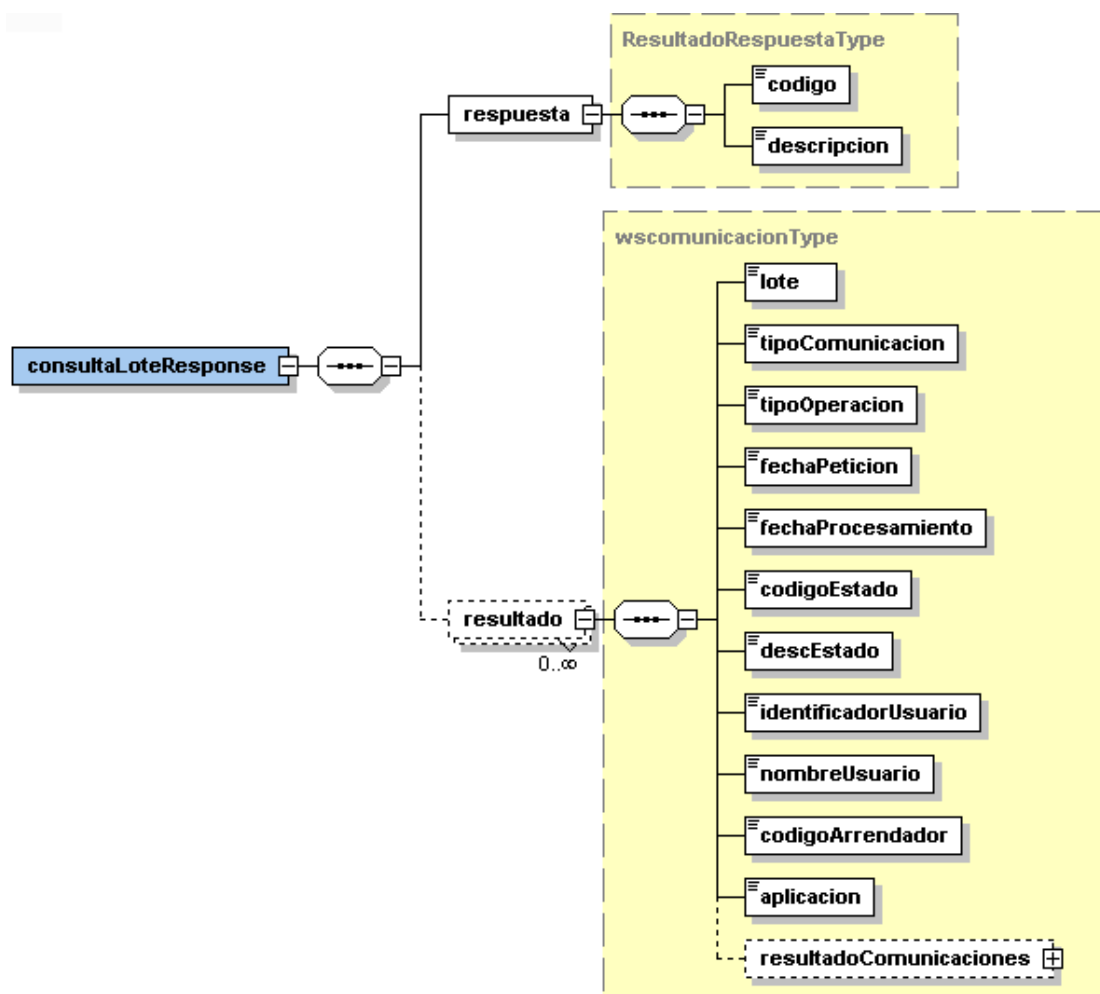 ResultadoRespuestaType
codigo
respuesta
descripcion
wscomunicacionType
lote
tipoComunicacion
consultaLoteResponse
tipoOperacion
fechaPeticion
fechaProcesamiento
codigoEstado
resultado
0..∞
descEstado
identificadorUsuario
nombreUsuario
codigoArrendador
aplicacion
resultadoComunicaciones